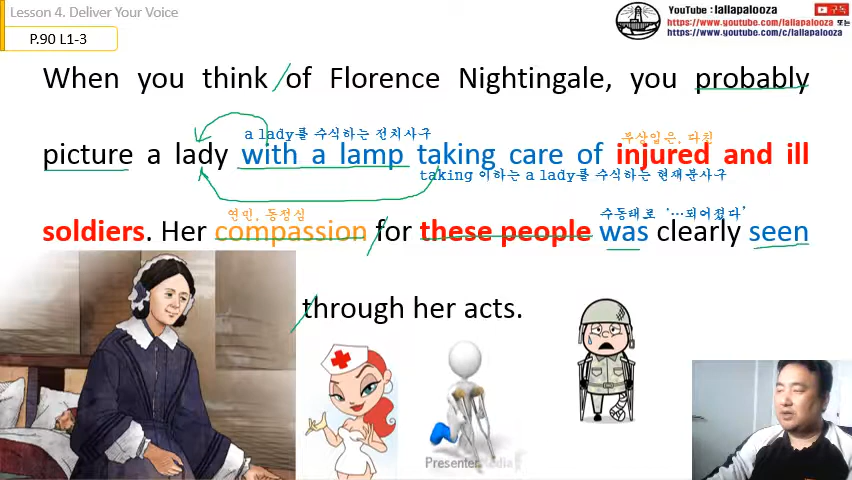 Lesson 4. Deliver Your Voice
YouTube : lallapalooza
구독
https://www.youtube.com/lallapalooza 또는
https://www.youtube.com/c/lallapalooza
P.90 L1-3
When you think of Florence Nightingale, you probably
a lady를 수식하는 전치사구
부상입은, 다친
picture a lady with a lamp taking care of injured and ill
taking 이하는 a lady를 수식하는 현재분사구
연민, 동정심
수동태로 ‘…되어졌다’
soldiers. Her compassion for these people was clearly seen
through her acts.